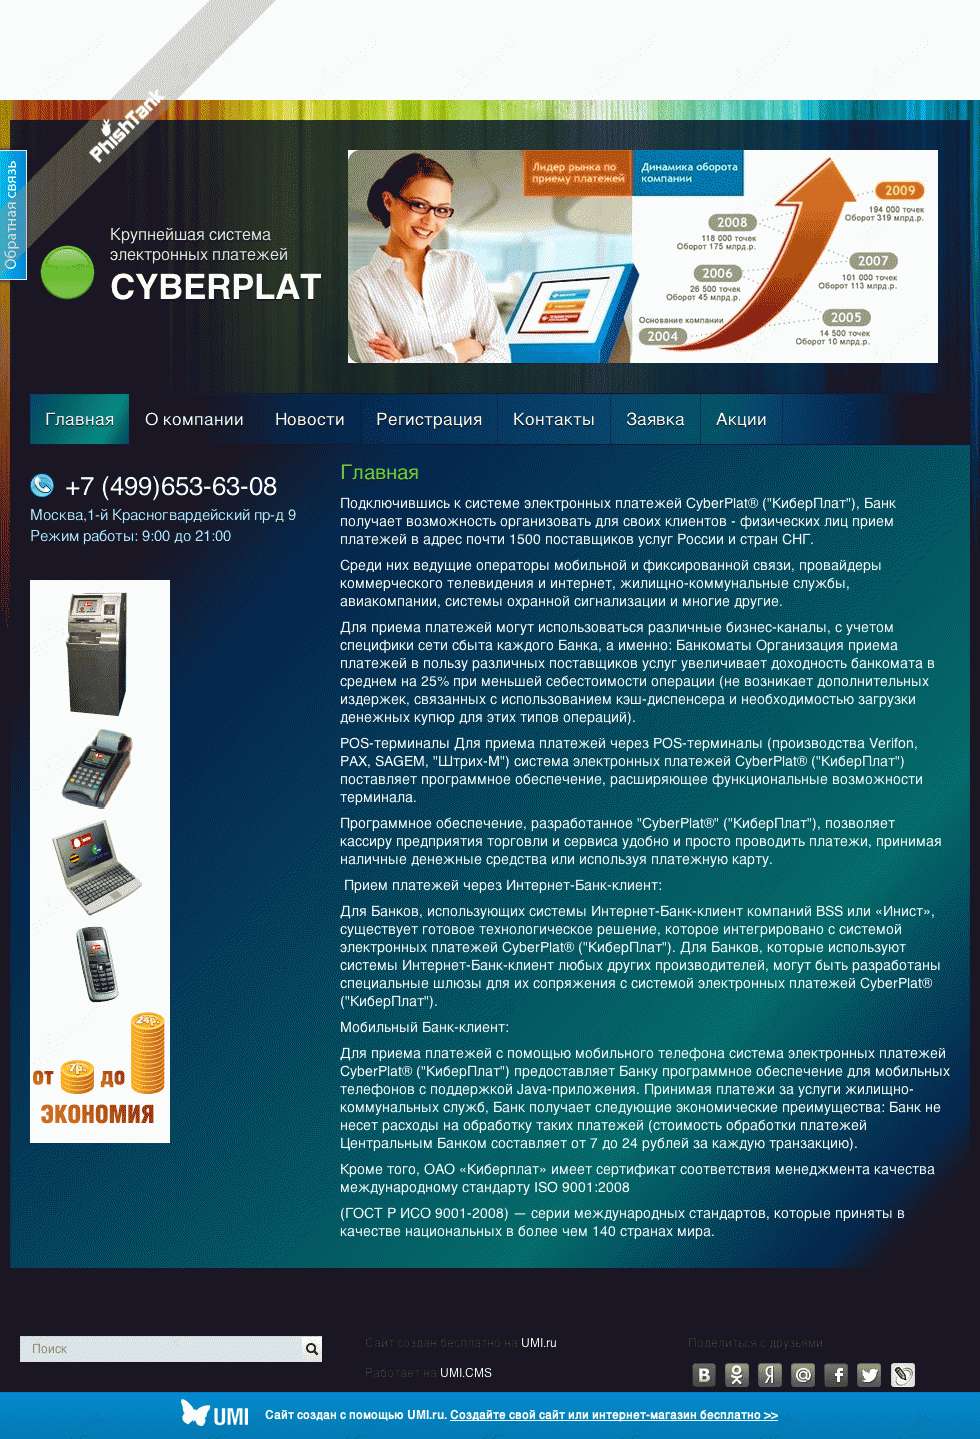 PhishTank
Обратная связь
Крупнейшая система
электронных платежей
CYBERPLAT
Лидер рынка по
приему платежей
Динамика оборота
компании
2009
194 000 точек
Оборот 319 млрд.р.
2008
118 000 точек
Оборот 175 млрд.р.
2007
101 000 точек
Оборот 113 млрд.р.
2006
26 500 точек
Оборот 45 млрд.р.
2005
14 500 точек
Оборот 10 млрд.р.
Основание компании
2004
Главная О компании Новости Регистрация Контакты Заявка Акции
+7 (499)653-63-08
Москва,1-й Красногвардейский пр-д 9
Режим работы: 9:00 до 21:00
24р.
от 7р. до
ЭКОНОМИЯ
Главная
Подключившись к системе электронных платежей CyberPlat® ("КиберПлат"), Банк
получает возможность организовать для своих клиентов - физических лиц прием
платежей в адрес почти 1500 поставщиков услуг России и стран СНГ.
Среди них ведущие операторы мобильной и фиксированной связи, провайдеры
коммерческого телевидения и интернет, жилищно-коммунальные службы,
авиакомпании, системы охранной сигнализации и многие другие.
Для приема платежей могут использоваться различные бизнес-каналы, с учетом
специфики сети сбыта каждого Банка, а именно: Банкоматы Организация приема
платежей в пользу различных поставщиков услуг увеличивает доходность банкомата в
среднем на 25% при меньшей себестоимости операции (не возникает дополнительных
издержек, связанных с использованием кэш-диспенсера и необходимостью загрузки
денежных купюр для этих типов операций).
POS-терминалы Для приема платежей через POS-терминалы (производства Verifon,
PAX, SAGEM, "Штрих-М") система электронных платежей CyberPlat® ("КиберПлат")
поставляет программное обеспечение, расширяющее функциональные возможности
терминала.
Программное обеспечение, разработанное "CyberPlat®" ("КиберПлат"), позволяет
кассиру предприятия торговли и сервиса удобно и просто проводить платежи, принимая
наличные денежные средства или используя платежную карту.
Прием платежей через Интернет-Банк-клиент:
Для Банков, использующих системы Интернет-Банк-клиент компаний BSS или «Инист»,
существует готовое технологическое решение, которое интегрировано с системой
электронных платежей CyberPlat® ("КиберПлат"). Для Банков, которые используют
системы Интернет-Банк-клиент любых других производителей, могут быть разработаны
специальные шлюзы для их сопряжения с системой электронных платежей CyberPlat®
("КиберПлат").
Мобильный Банк-клиент:
Для приема платежей с помощью мобильного телефона система электронных платежей
CyberPlat® ("КиберПлат") предоставляет Банку программное обеспечение для мобильных
телефонов с поддержкой Java-приложения. Принимая платежи за услуги жилищно-
коммунальных служб, Банк получает следующие экономические преимущества: Банк не
несет расходы на обработку таких платежей (стоимость обработки платежей
Центральным Банком составляет от 7 до 24 рублей за каждую транзакцию).
Кроме того, ОАО «Киберплат» имеет сертификат соответствия менеджмента качества
международному стандарту ISO 9001:2008
(ГОСТ Р ИСО 9001-2008) — серии международных стандартов, которые приняты в
качестве национальных в более чем 140 странах мира.
Поиск
Сайт создан бесплатно на UMI.ru
Работает на UMI.CMS
Поделиться с друзьями
UMI Сайт создан с помощью UMI.ru. Создайте свой сайт или интернет-магазин бесплатно >>